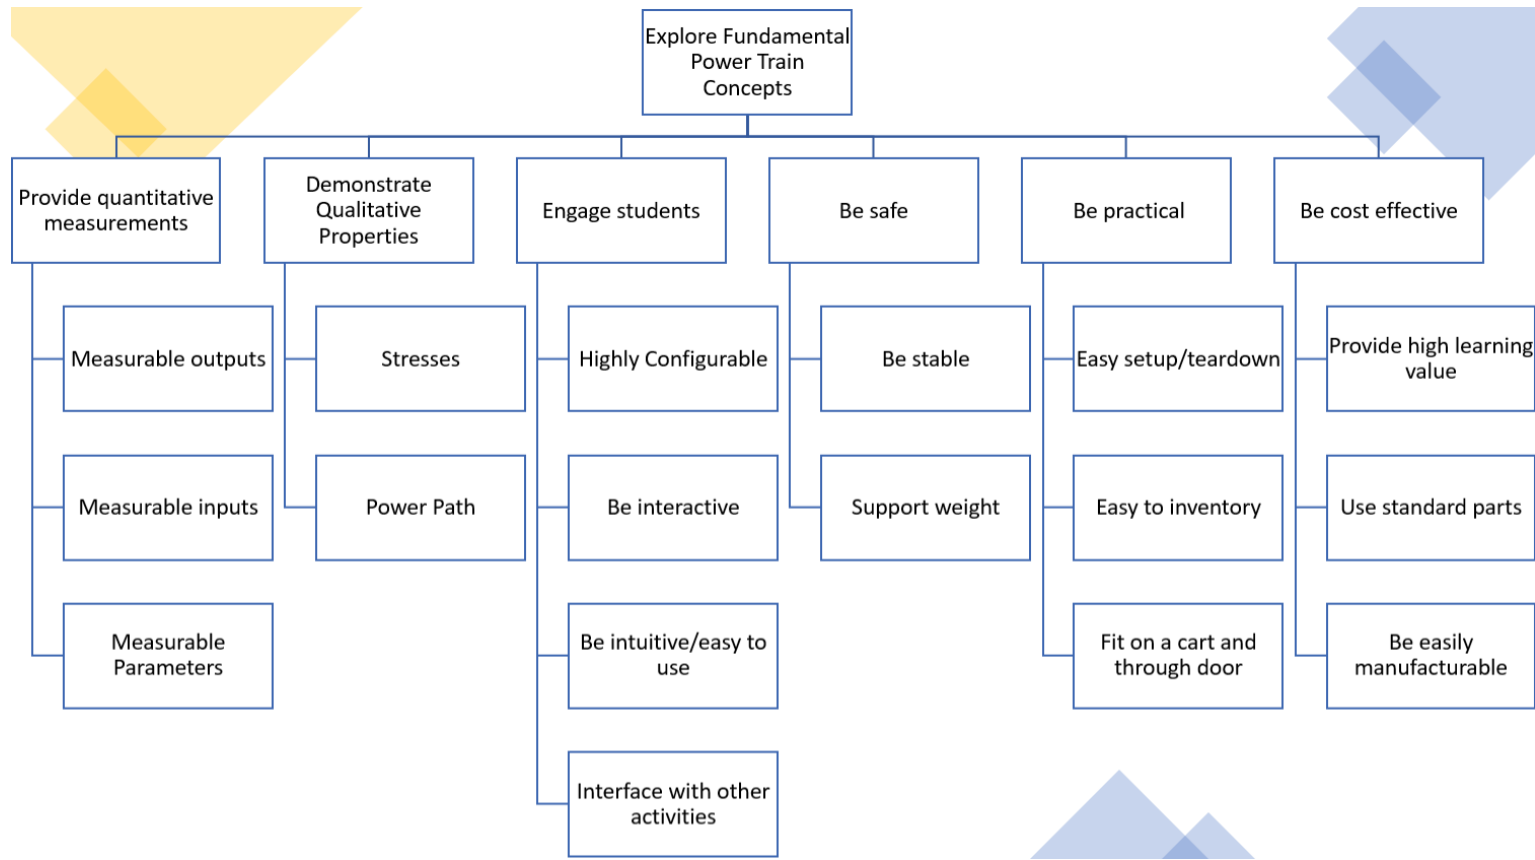 Explore Fundamental
Power Train
Concepts
Provide quantitative
measurements
Demonstrate
Qualitative
Properties
Engage students
Be safe
Be practical
Be cost effective
Measurable outputs
Stresses
Highly Configurable
Be stable
Easy setup/teardown
Provide high learning
value
Measurable inputs
Power Path
Be interactive
Support weight
Easy to inventory
Use standard parts
Measurable
Parameters
Be intuitive/easy to
use
Fit on a cart and
through door
Be easily
manufacturable
Interface with other
activities